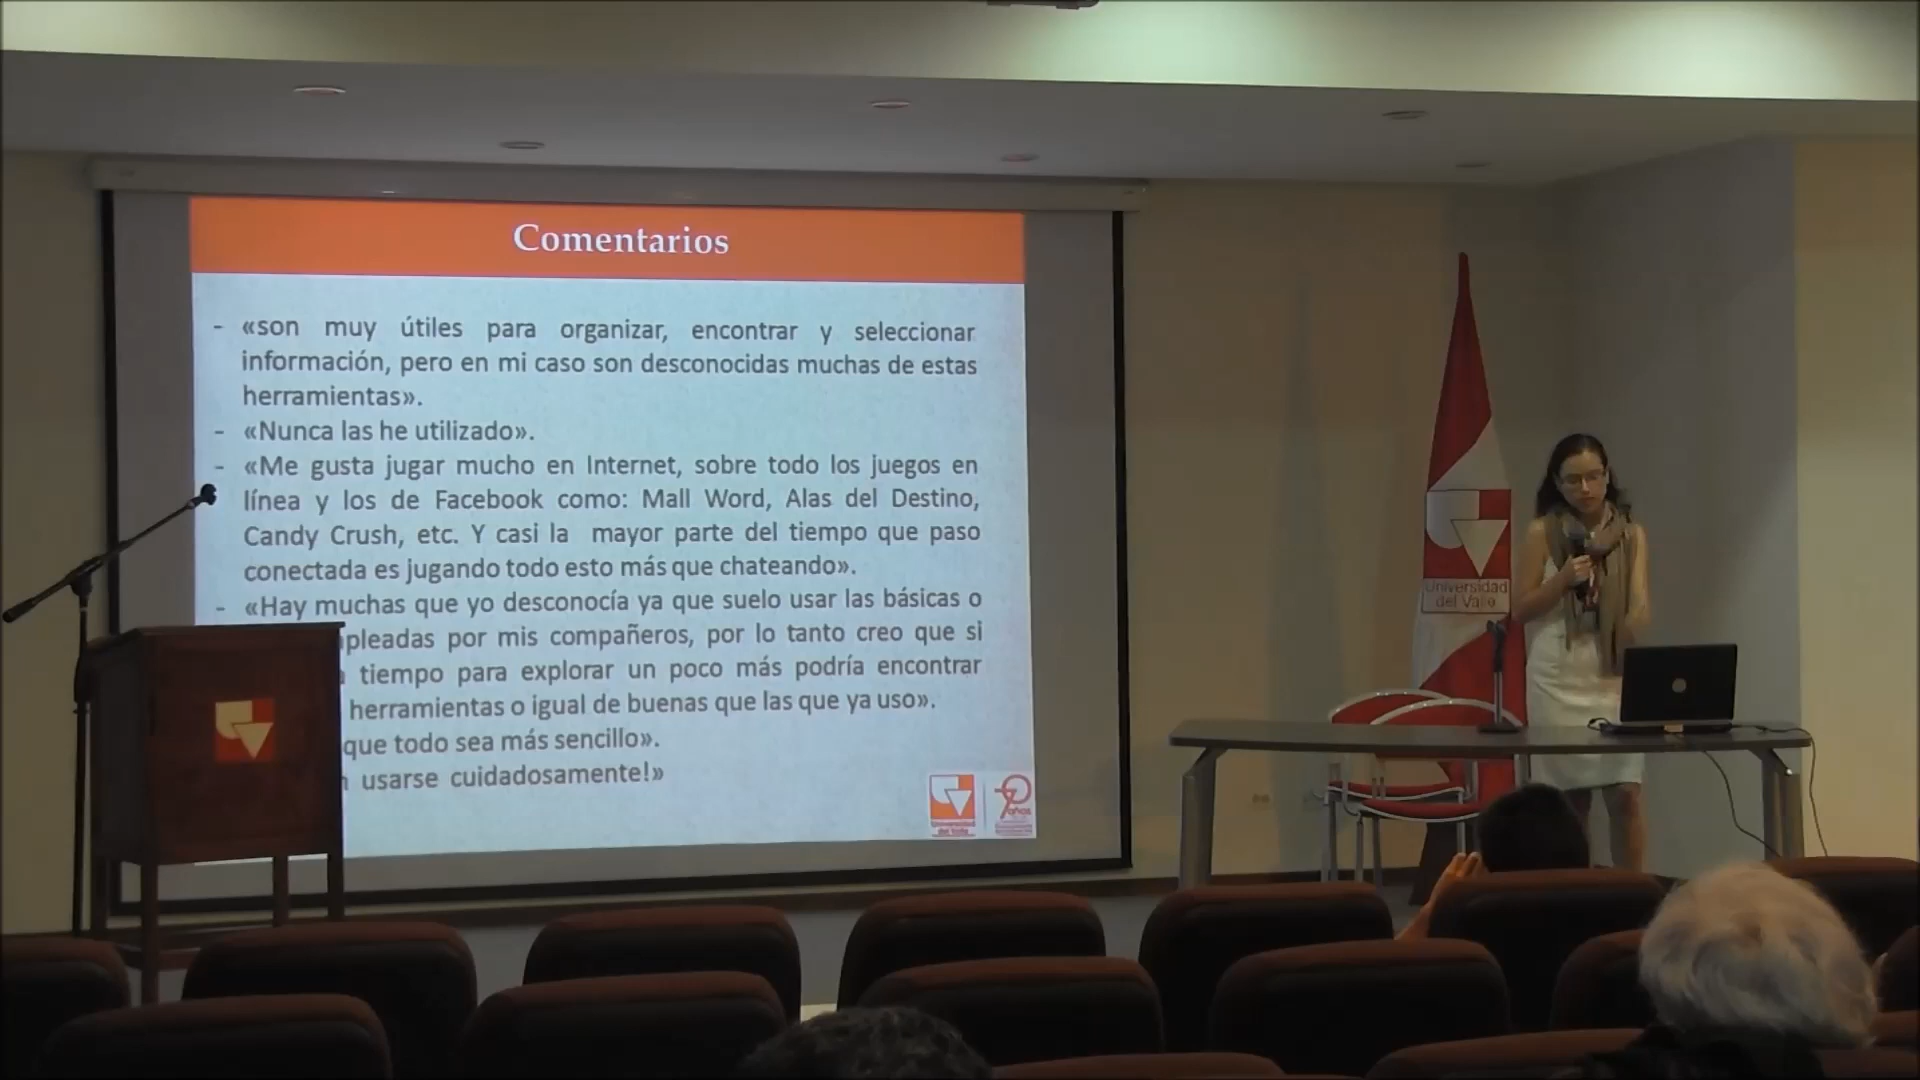 Comentarios
- «son muy útiles para organizar, encontrar y seleccionar
información, pero en mi caso son desconocidas muchas de estas
herramientas».
- «Nunca las he utilizado».
- «Me gusta jugar mucho en Internet, sobre todo los juegos en
línea y los de Facebook como: Mall Word, Alas del Destino,
Candy Crush, etc. Y casi la mayor parte del tiempo que paso
conectada es jugando todo esto más que chateando».
- «Hay muchas que yo desconocía ya que suelo usar las básicas o
pleadas por mis compañeros, por lo tanto creo que si
tiempo para explorar un poco más podría encontrar
herramientas o igual de buenas que las que ya uso».
que todo sea más sencillo».
usarse cuidadosamente!»
Universidad
del Valle
años
Universidad
del Valle